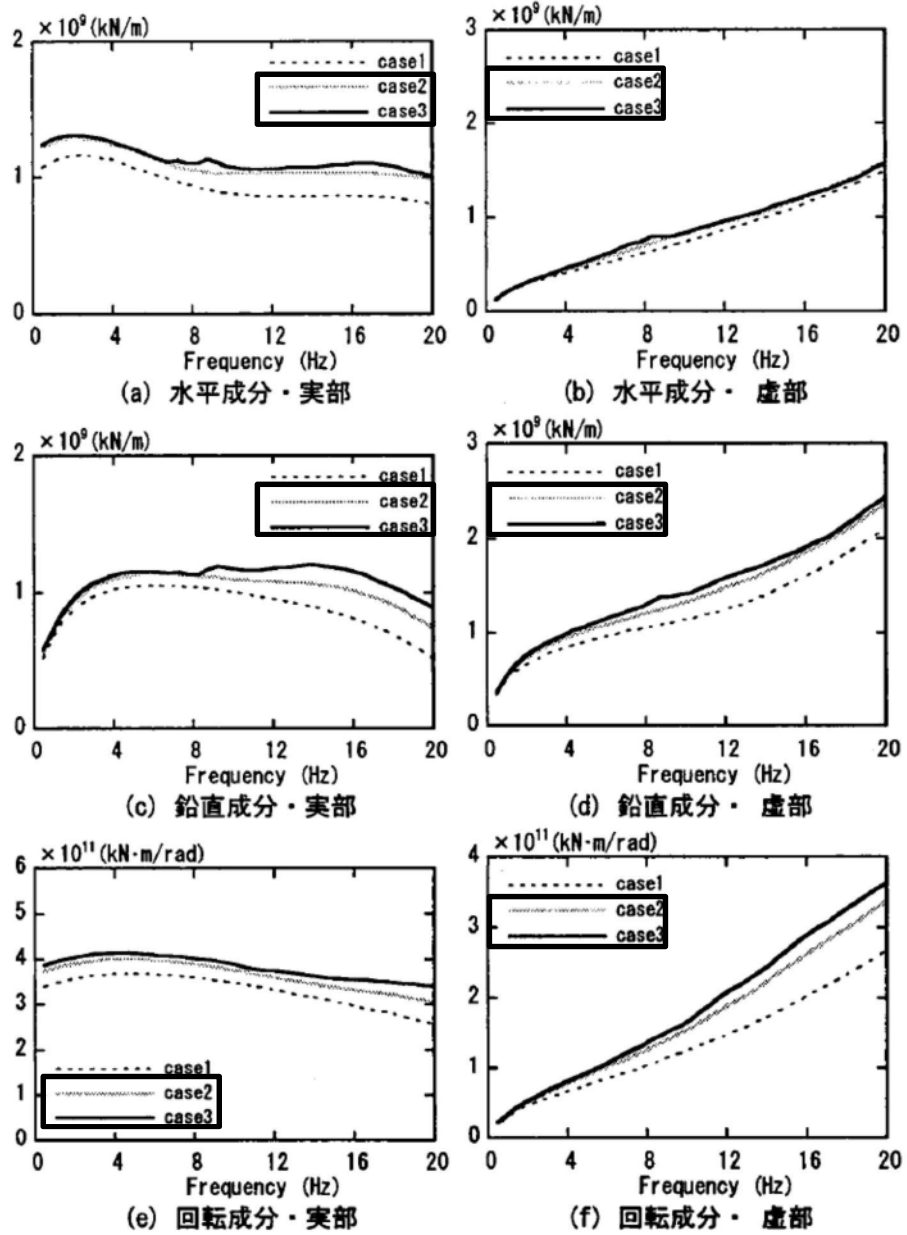 ×10⁹(kN/m)
2
1
0
case1
case2
case3
0 4 8 12 16 20
Frequency (Hz)
(a) 水平成分・実部
×10⁹(kN/m)
3
2
1
0
case1
case2
case3
0 4 8 12 16 20
Frequency (Hz)
(b) 水平成分・ 虚部
×10⁹(kN/m)
2
1
0
case1
case2
case3
0 4 8 12 16 20
Frequency (Hz)
(c) 鉛直成分・実部
×10⁹(kN/m)
3
2
1
0
case1
case2
case3
0 4 8 12 16 20
Frequency (Hz)
(d) 鉛直成分・ 虚部
×10¹¹(kN·m/rad)
6
5
4
3
2
1
0
case1
case2
case3
0 4 8 12 16 20
Frequency (Hz)
(e) 回転成分・実部
×10¹¹(kN·m/rad)
4
3
2
1
0
case1
case2
case3
0 4 8 12 16 20
Frequency (Hz)
(f) 回転成分・ 虚部